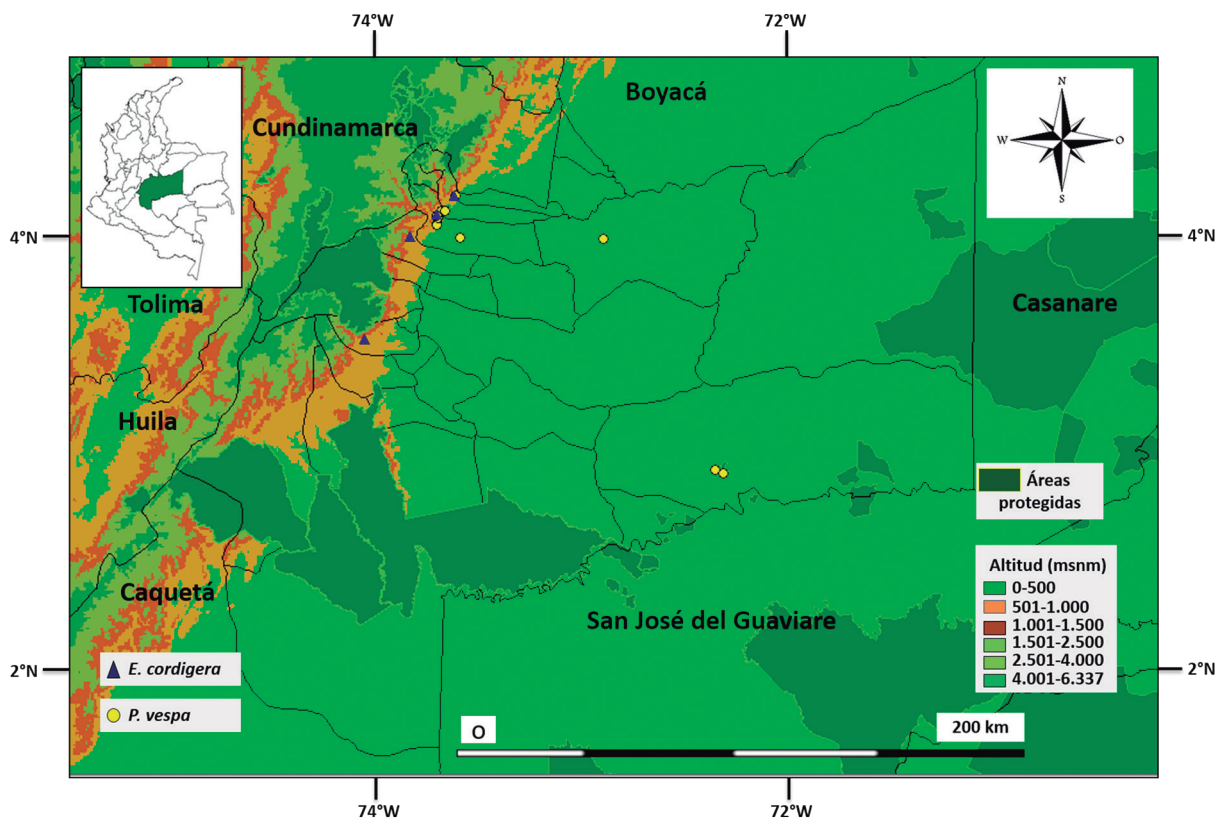 74°W
72°W
Boyacá
Cundinamarca
N
W
O
S
4°N
4°N
Tolima
Casanare
Huila
Áreas
protegidas
Altitud (msnm)
0-500
501-1.000
1.001-1.500
1.501-2.500
2.501-4.000
4.001-6.337
Caquetá
San José del Guaviare
E. cordigera
2°N
2°N
P. vespa
O
200 km
74°W
72°W